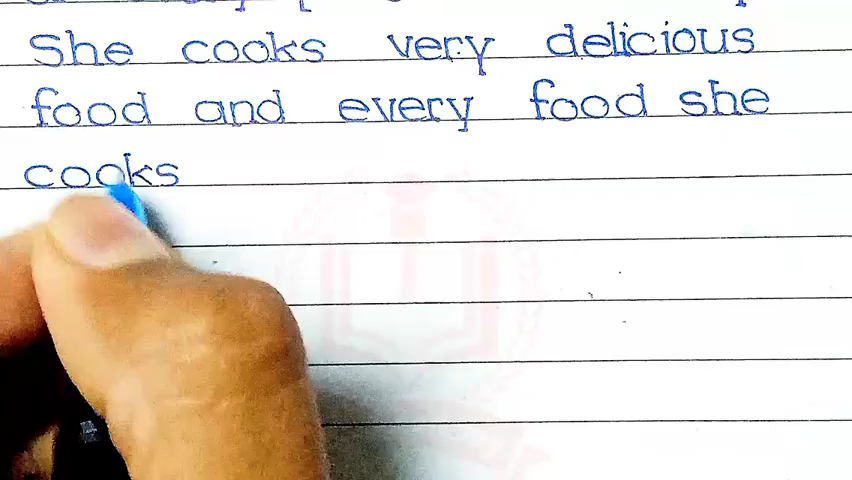 She cooks very delicious
food and every food she
cooks